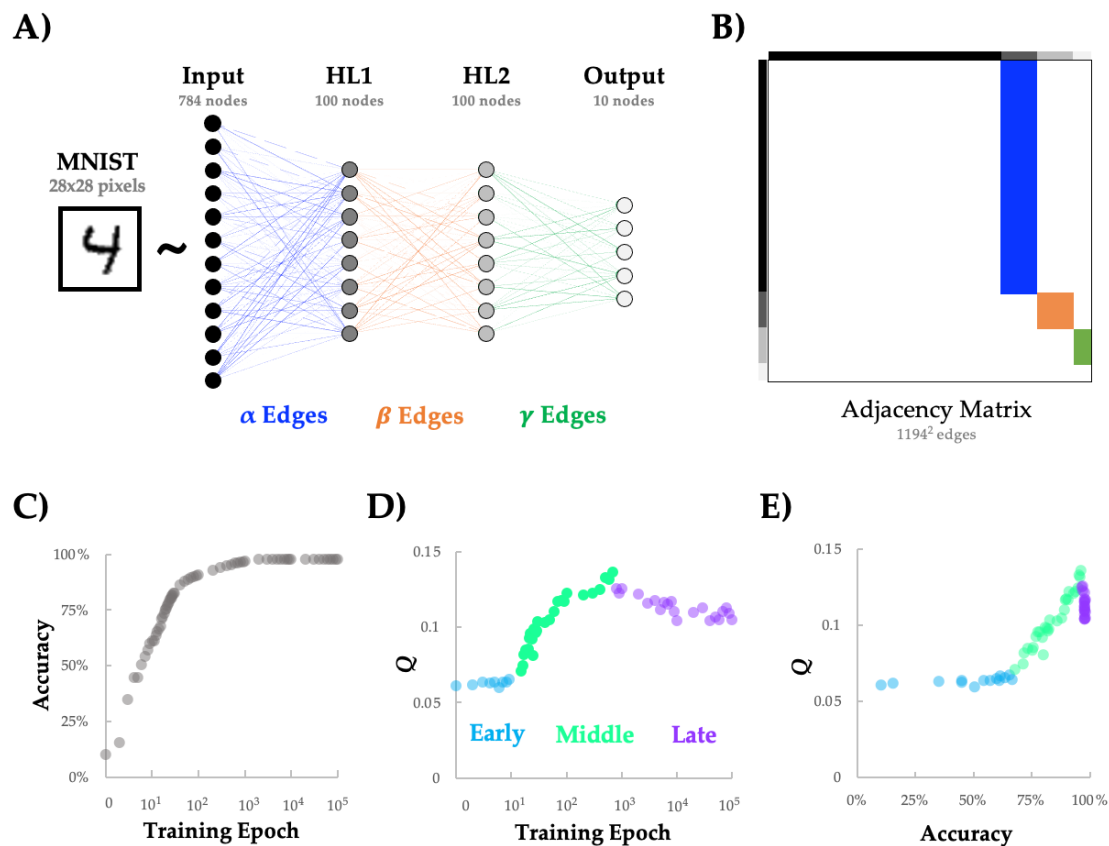 A)
Input
784 nodes
HL1
100 nodes
HL2
100 nodes
Output
10 nodes
MNIST
28x28 pixels
4
~
α Edges
β Edges
γ Edges
B)
Adjacency Matrix
1194² edges
C)
Accuracy
100%
75%
50%
25%
0%
0 10¹ 10² 10³ 10⁴ 10⁵
Training Epoch
D)
Q
0.15
0.1
0.05
0
Early Middle Late
0 10¹ 10² 10³ 10⁴ 10⁵
Training Epoch
E)
Q
0.15
0.1
0.05
0
0% 25% 50% 75% 100%
Accuracy